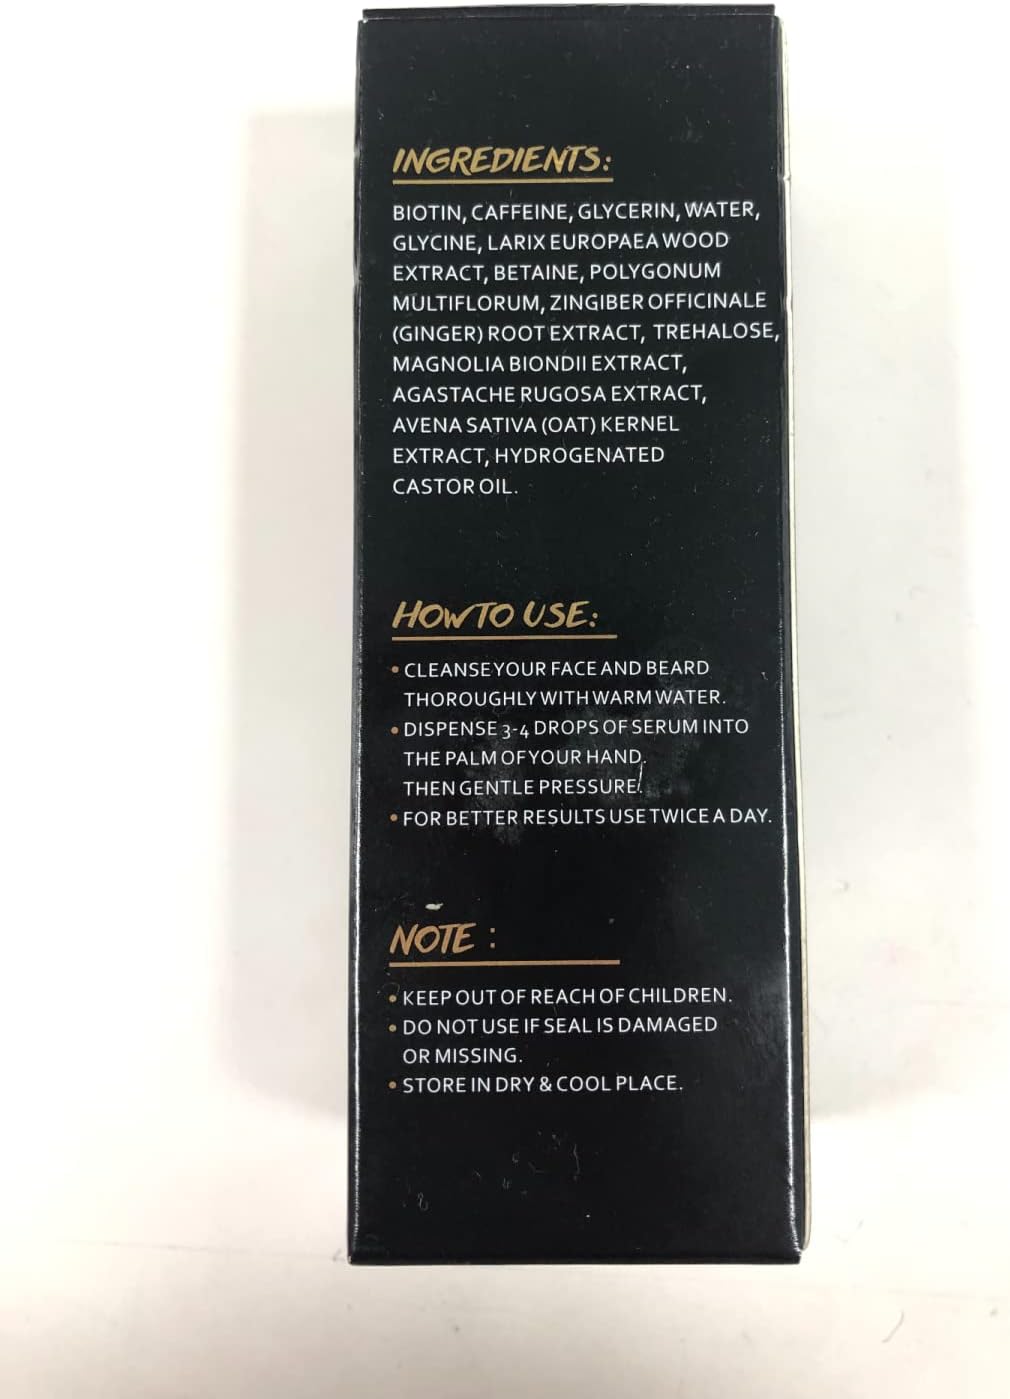 INGREDIENTS:
BIOTIN, CAFFEINE, GLYCERIN, WATER,
GLYCINE, LARIX EUROPAEA WOOD
EXTRACT, BETAINE, POLYGONUM
MULTIFLORUM, ZINGIBER OFFICINALE
(GINGER) ROOT EXTRACT, TREHALOSE,
MAGNOLIA BIONDII EXTRACT,
AGASTACHE RUGOSA EXTRACT,
AVENA SATIVA (OAT) KERNEL
EXTRACT, HYDROGENATED
CASTOR OIL.
HOW TO USE:
• CLEANSE YOUR FACE AND BEARD
THOROUGHLY WITH WARM WATER.
• DISPENSE 3-4 DROPS OF SERUM INTO
THE PALM OF YOUR HAND.
THEN GENTLE PRESSURE.
• FOR BETTER RESULTS USE TWICE A DAY.
NOTE :
• KEEP OUT OF REACH OF CHILDREN.
• DO NOT USE IF SEAL IS DAMAGED
OR MISSING.
• STORE IN DRY & COOL PLACE.